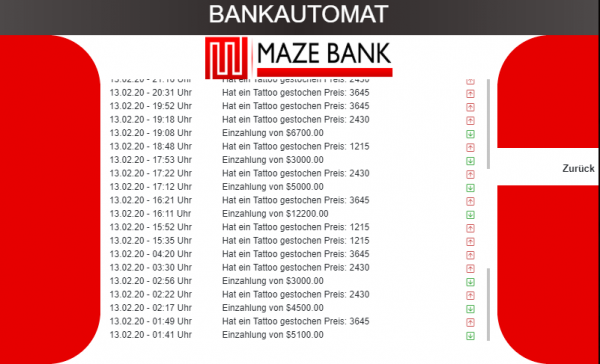 BANKAUTOMAT
MAZE BANK
13.02.20 - 21:10 Uhr Hat ein Tattoo gestochen Preis: 2430
13.02.20 - 20:31 Uhr Hat ein Tattoo gestochen Preis: 3645
13.02.20 - 19:52 Uhr Hat ein Tattoo gestochen Preis: 3645
13.02.20 - 19:18 Uhr Hat ein Tattoo gestochen Preis: 2430
13.02.20 - 19:08 Uhr Einzahlung von $6700.00
13.02.20 - 18:48 Uhr Hat ein Tattoo gestochen Preis: 1215
13.02.20 - 17:53 Uhr Einzahlung von $3000.00
Zurück
13.02.20 - 17:22 Uhr Hat ein Tattoo gestochen Preis: 2430
13.02.20 - 17:12 Uhr Einzahlung von $5000.00
13.02.20 - 16:21 Uhr Hat ein Tattoo gestochen Preis: 3645
13.02.20 - 16:11 Uhr Einzahlung von $12200.00
13.02.20 - 15:52 Uhr Hat ein Tattoo gestochen Preis: 1215
13.02.20 - 15:35 Uhr Hat ein Tattoo gestochen Preis: 1215
13.02.20 - 04:20 Uhr Hat ein Tattoo gestochen Preis: 3645
13.02.20 - 03:30 Uhr Hat ein Tattoo gestochen Preis: 2430
13.02.20 - 02:56 Uhr Einzahlung von $3000.00
13.02.20 - 02:22 Uhr Hat ein Tattoo gestochen Preis: 2430
13.02.20 - 02:17 Uhr Einzahlung von $4500.00
13.02.20 - 01:49 Uhr Hat ein Tattoo gestochen Preis: 3645
13.02.20 - 01:41 Uhr Einzahlung von $5100.00